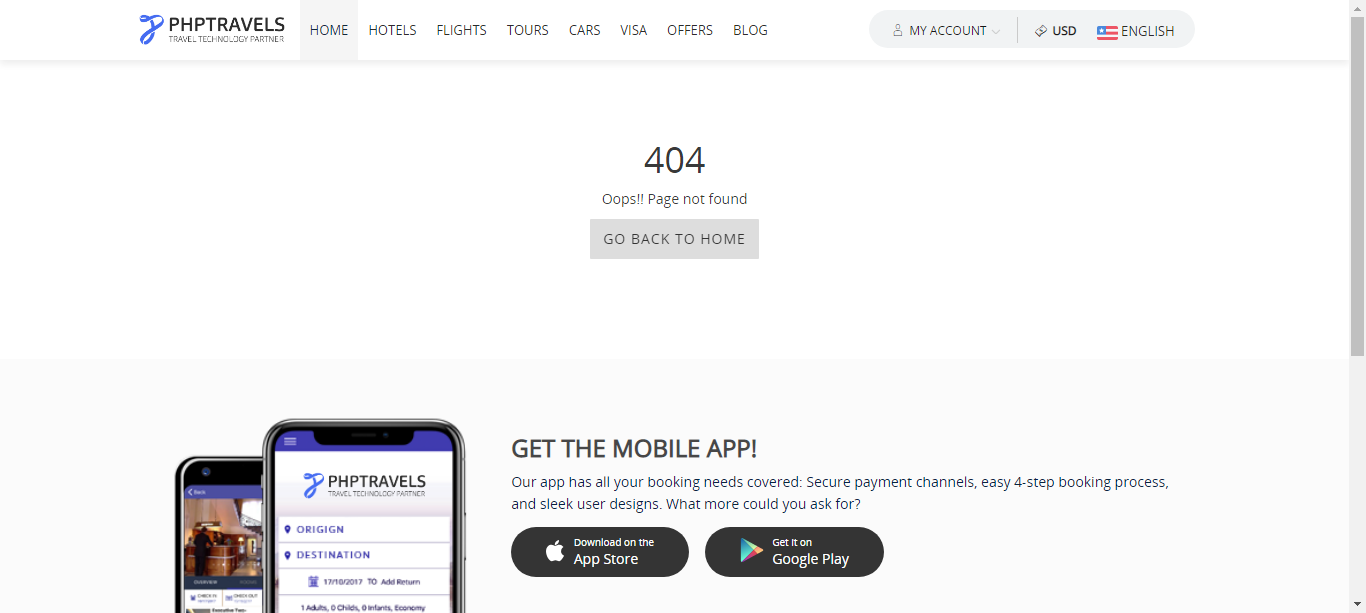 PHPTRAVELS
TRAVEL TECHNOLOGY PARTNER
HOME HOTELS FLIGHTS TOURS CARS VISA OFFERS BLOG
MY ACCOUNT USD ENGLISH
404
Oops!! Page not found
GO BACK TO HOME
GET THE MOBILE APP!
Our app has all your booking needs covered: Secure payment channels, easy 4-step booking process,
and sleek user designs. What more could you ask for?
Download on the
App Store
Get It on
Google Play
Back
OVERVIEW
CHECK IN CHECK OUT
Executive Two-
PHPTRAVELS
TRAVEL TECHNOLOGY PARTNER
ORIGIGN
DESTINATION
17/10/2017 TO Add Return
1 Adults, 0 Childs, 0 Infants, Economy